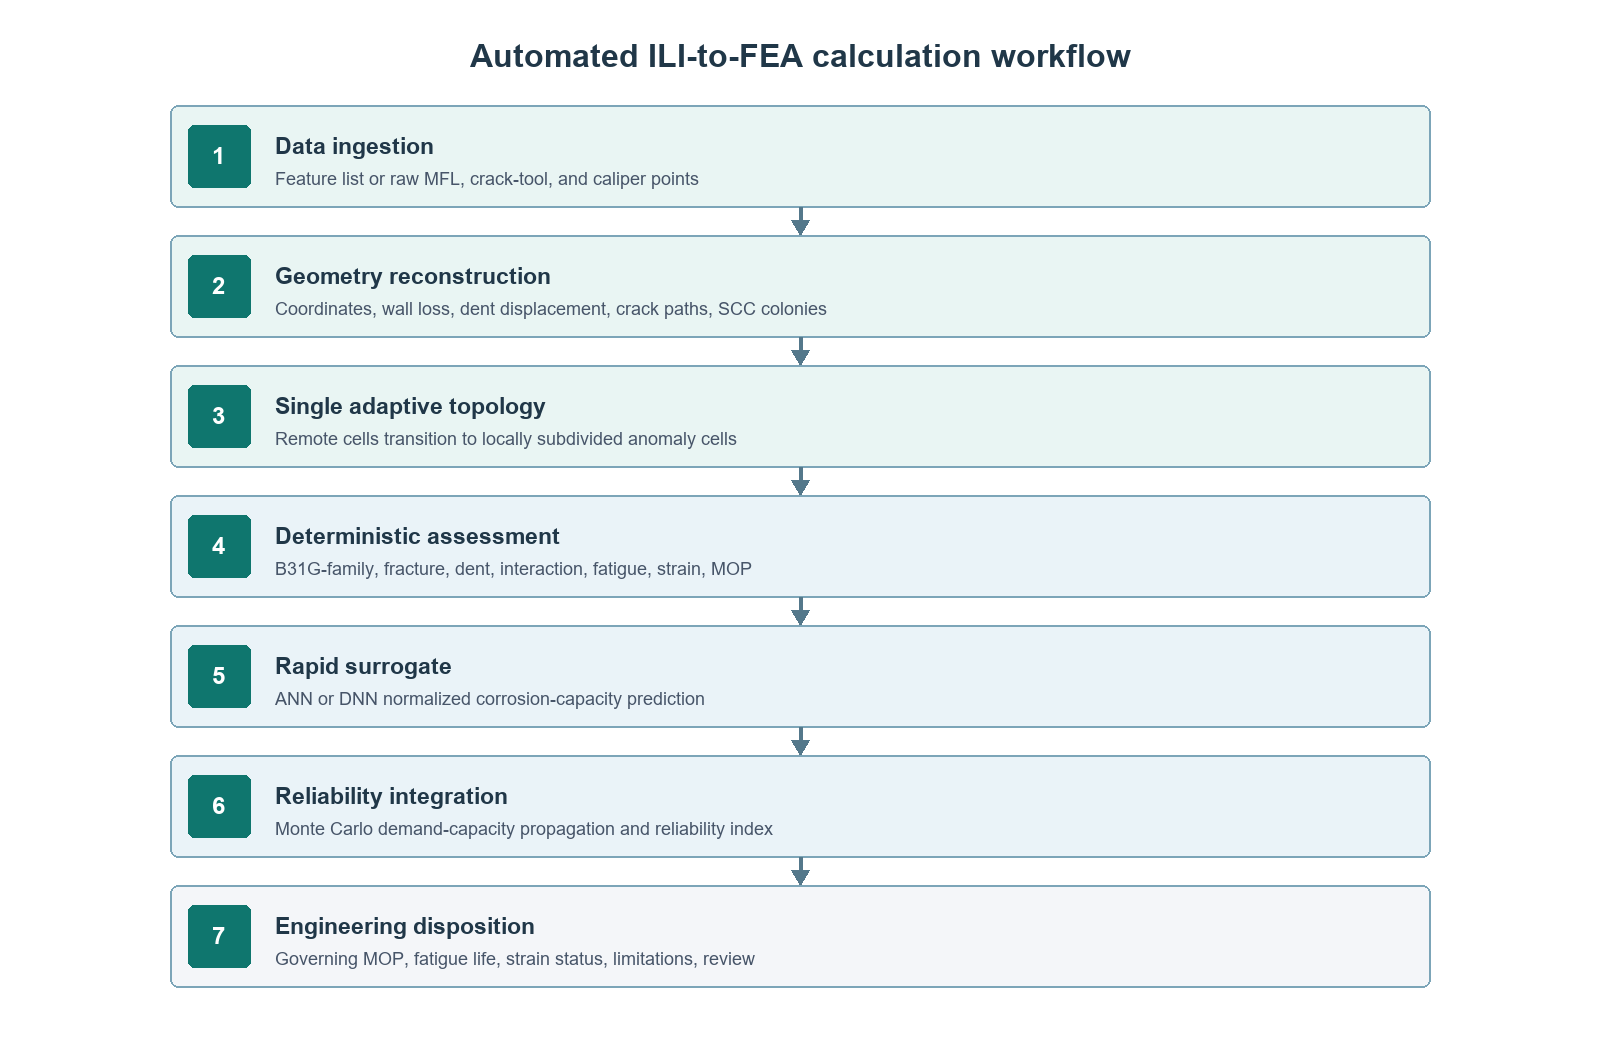 Automated ILI-to-FEA calculation workflow
1
Data ingestion
Feature list or raw MFL, crack-tool, and caliper points
2
Geometry reconstruction
Coordinates, wall loss, dent displacement, crack paths, SCC colonies
3
Single adaptive topology
Remote cells transition to locally subdivided anomaly cells
4
Deterministic assessment
B31G-family, fracture, dent, interaction, fatigue, strain, MOP
5
Rapid surrogate
ANN or DNN normalized corrosion-capacity prediction
6
Reliability integration
Monte Carlo demand-capacity propagation and reliability index
7
Engineering disposition
Governing MOP, fatigue life, strain status, limitations, review